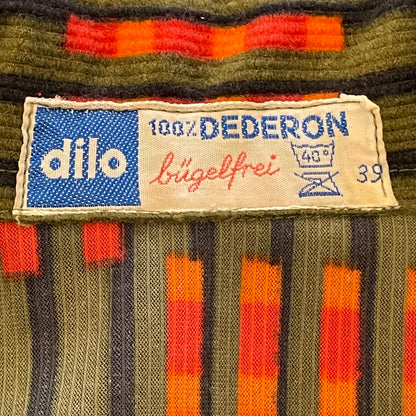 dilo
100% DEDERON
bügelfrei
40°
39